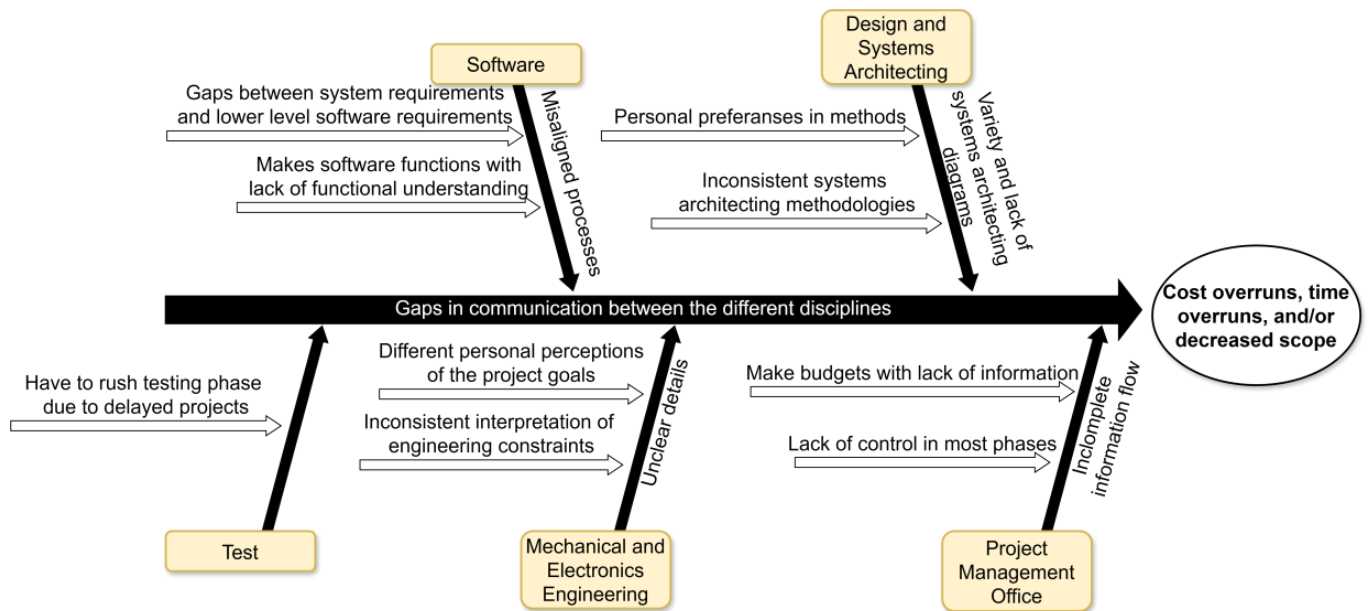 Design and
Systems
Architecting
Software
Gaps between system requirements
and lower level software requirements
Makes software functions with
lack of functional understanding
Misaligned processes
Personal preferanses in methods
Inconsistent systems
architecting methodologies
Variety and lack of
systems architecting
diagrams
Gaps in communication between the different disciplines
Cost overruns, time
overruns, and/or
decreased scope
Have to rush testing phase
due to delayed projects
Different personal perceptions
of the project goals
Inconsistent interpretation of
engineering constraints
Unclear details
Make budgets with lack of information
Lack of control in most phases
Inclomplete
information flow
Test
Mechanical and
Electronics
Engineering
Project
Management
Office